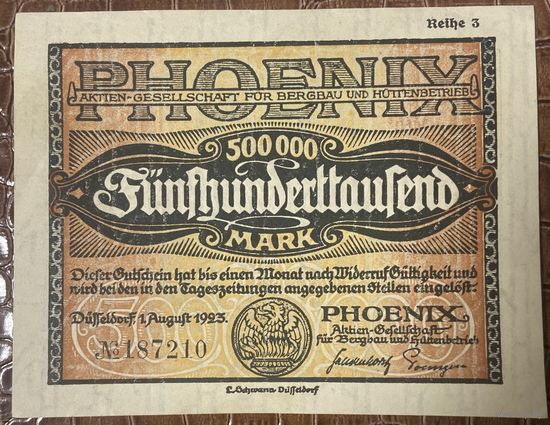 Reihe 3
PHOENIX
AKTIEN-GESELLSCHAFT FÜR BERGBAU UND HÜTTENBETRIEB
500000
Fünfhunderttausend
MARK
Dieser Gutschein hat bis einen Monat nach Widerruf Gültigkeit und
wird bei den in den Tageszeitungen angegebenen Stellen eingelöst.
Düsseldorf, 1. August 1923.
PHOENIX
Aktien-Gesellschaft
für Bergbau und Hüttenbetrieb
№ 187210
L. Schwann Düsseldorf